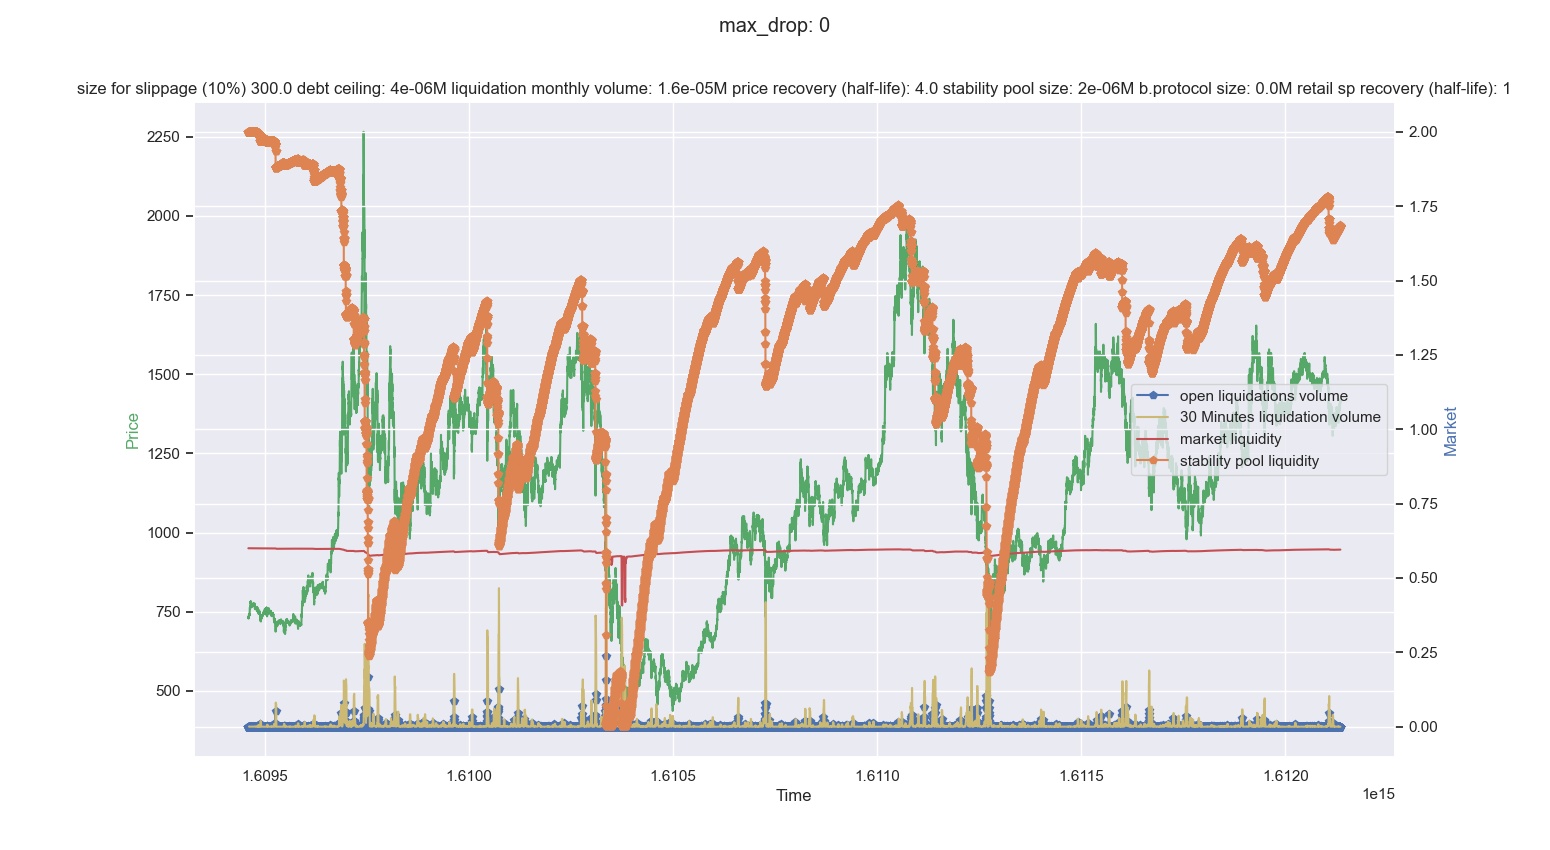 max_drop: 0
size for slippage (10%) 300.0 debt ceiling: 4e-06M liquidation monthly volume: 1.6e-05M price recovery (half-life): 4.0 stability pool size: 2e-06M b.protocol size: 0.0M retail sp recovery (half-life): 1
2250
2000
1750
1500
1250
1000
750
500
Price
2.00
1.75
1.50
1.25
1.00
0.75
0.50
0.25
0.00
Market
open liquidations volume
30 Minutes liquidation volume
market liquidity
stability pool liquidity
1.6095
1.6100
1.6105
1.6110
1.6115
1.6120
Time
1e15